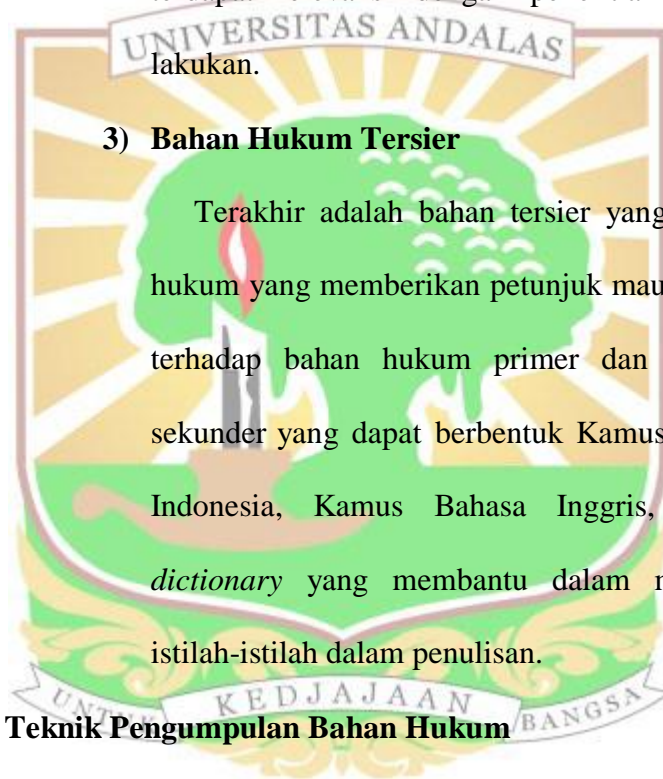 UNIVERSITAS ANDALAS
lakukan.
3) Bahan Hukum Tersier
Terakhir adalah bahan tersier yang
hukum yang memberikan petunjuk mau
terhadap bahan hukum primer dan
sekunder yang dapat berbentuk Kamus
Indonesia, Kamus Bahasa Inggris,
dictionary yang membantu dalam
istilah-istilah dalam penulisan.
UNTUK KEDJAJAAN BANGSA
Teknik Pengumpulan Bahan Hukum